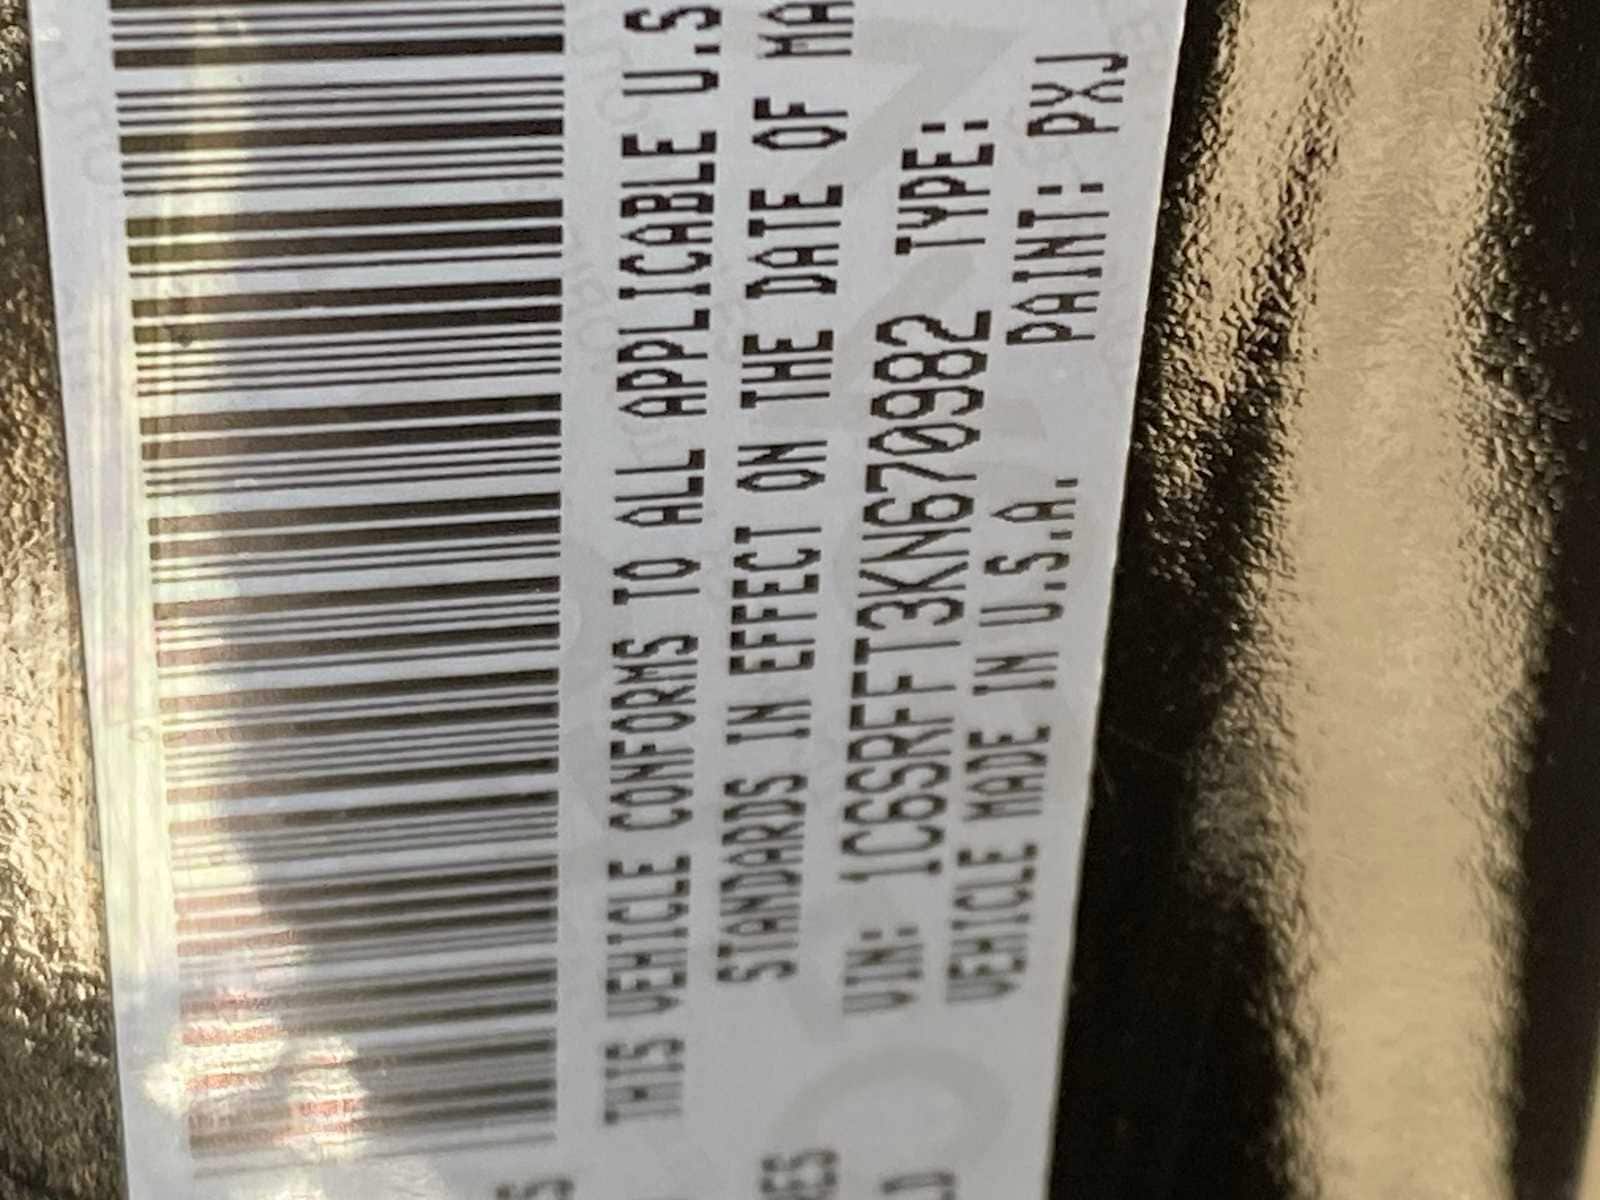 THIS VEHICLE CONFORMS TO ALL APPLICABLE U.S
STANDARDS IN EFFECT ON THE DATE OF MA
VIN: 1C6SRFFT3KN670982 TYPE:
VEHICLE MADE IN U.S.A. PAINT: PXJ